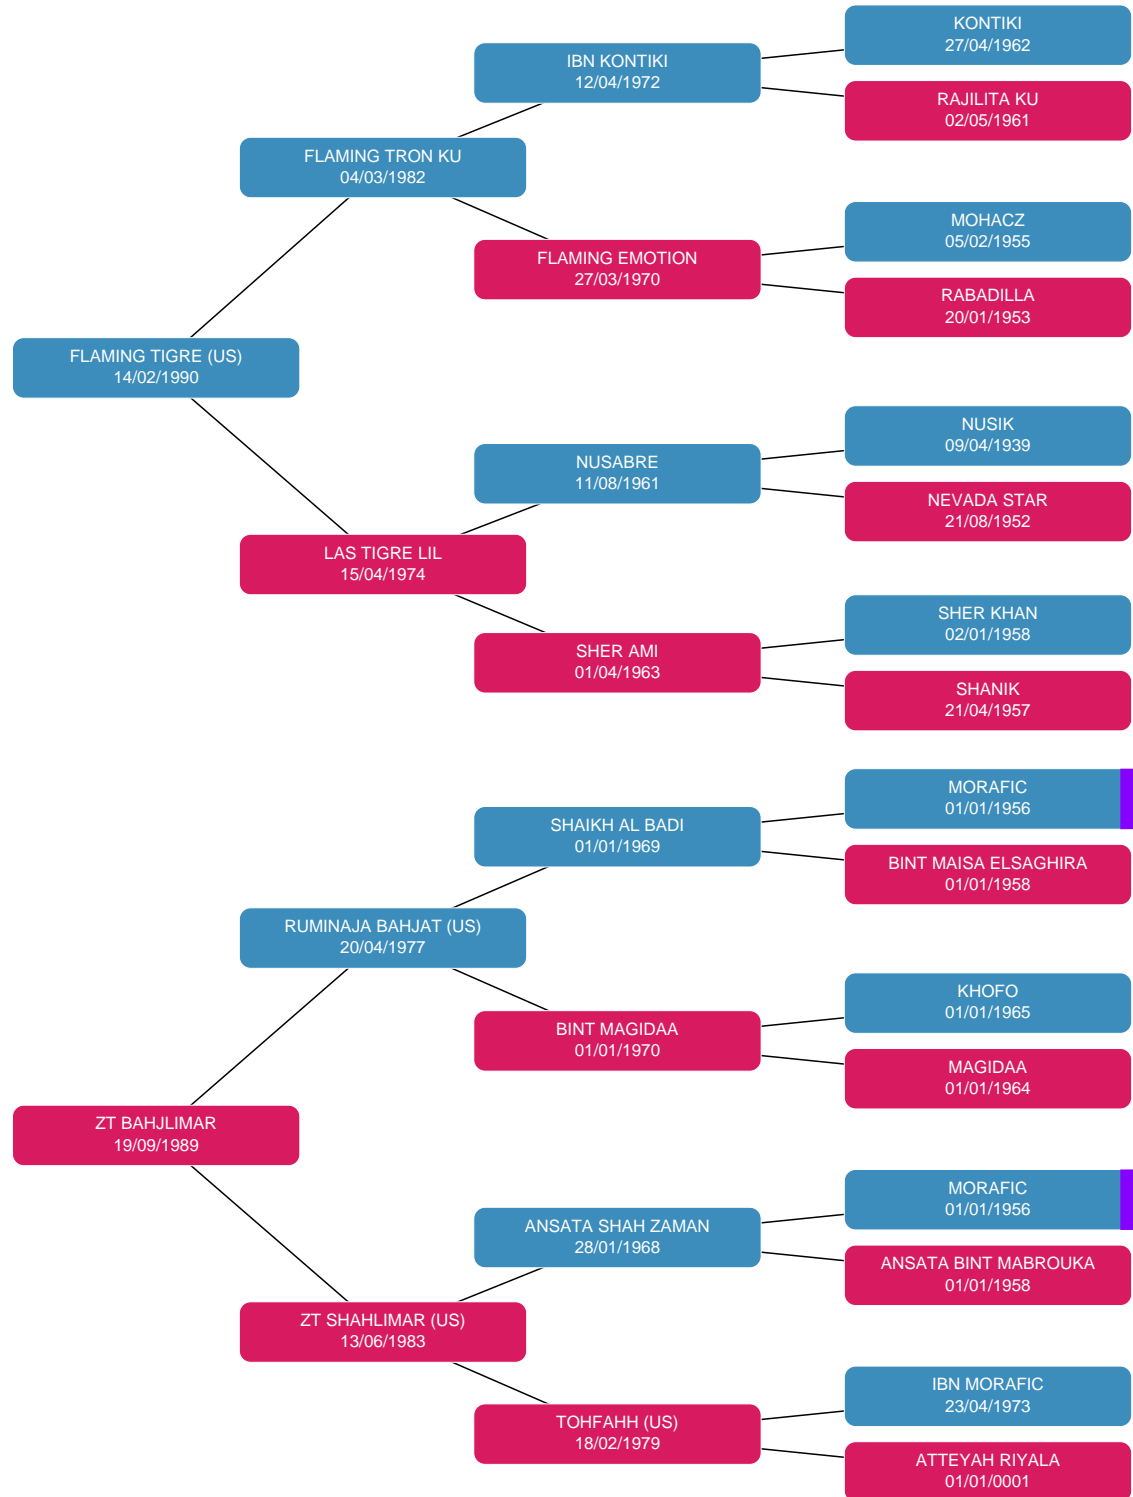 KONTIKI
27/04/1962
IBN KONTIKI
12/04/1972
RAJILITA KU
02/05/1961
FLAMING TRON KU
04/03/1982
MOHACZ
05/02/1955
FLAMING EMOTION
27/03/1970
RABADILLA
20/01/1953
FLAMING TIGRE (US)
14/02/1990
NUSIK
09/04/1939
NUSABRE
11/08/1961
NEVADA STAR
21/08/1952
LAS TIGRE LIL
15/04/1974
SHER KHAN
02/01/1958
SHER AMI
01/04/1963
SHANIK
21/04/1957
MORAFIC
01/01/1956
SHAIKH AL BADI
01/01/1969
BINT MAISA ELSAGHIRA
01/01/1958
RUMINAJA BAHJAT (US)
20/04/1977
KHOFO
01/01/1965
BINT MAGIDAA
01/01/1970
MAGIDAA
01/01/1964
ZT BAHJLIMAR
19/09/1989
MORAFIC
01/01/1956
ANSATA SHAH ZAMAN
28/01/1968
ANSATA BINT MABROUKA
01/01/1958
ZT SHAHLIMAR (US)
13/06/1983
IBN MORAFIC
23/04/1973
TOHFAHH (US)
18/02/1979
ATTEYAH RIYALA
01/01/0001